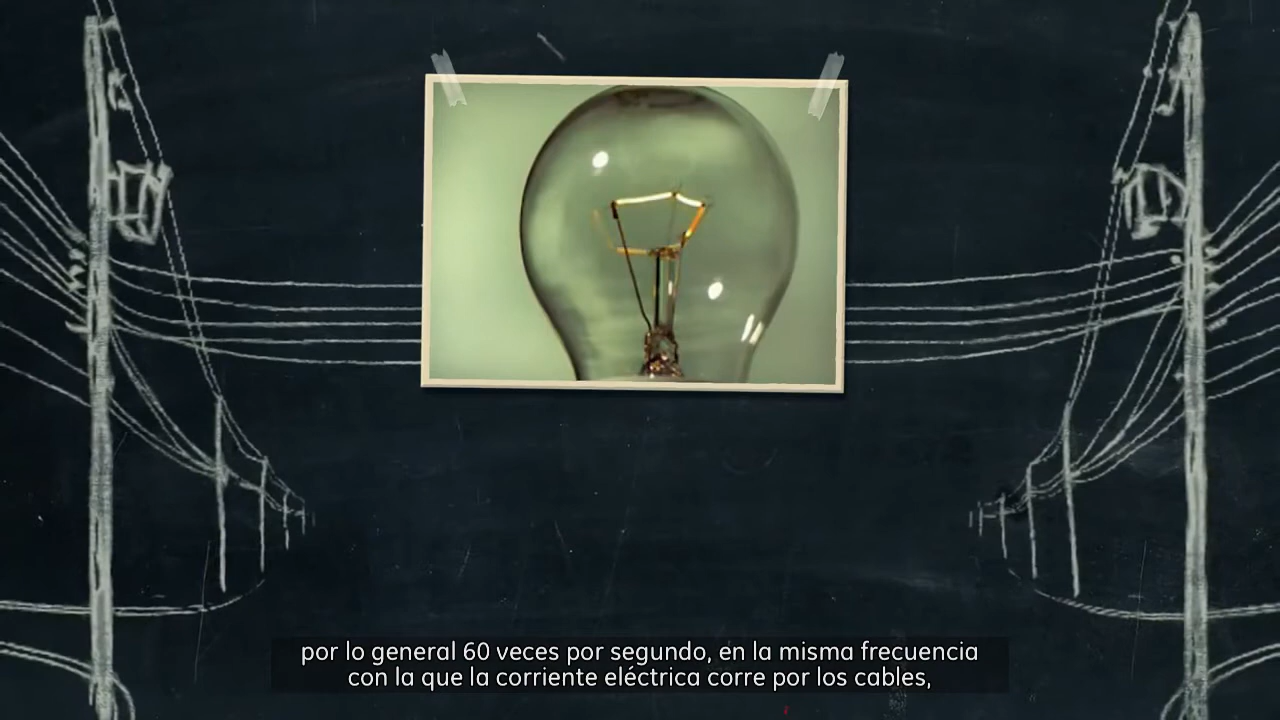 por lo general 60 veces por segundo, en la misma frecuencia
con la que la corriente eléctrica corre por los cables,